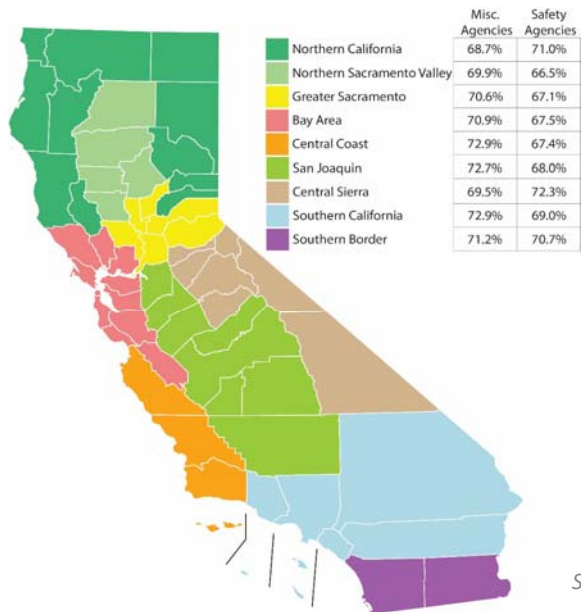 Misc. Agencies Safety Agencies
Northern California 68.7% 71.0%
Northern Sacramento Valley 69.9% 66.5%
Greater Sacramento 70.6% 67.1%
Bay Area 70.9% 67.5%
Central Coast 72.9% 67.4%
San Joaquin 72.7% 68.0%
Central Sierra 69.5% 72.3%
Southern California 72.9% 69.0%
Southern Border 71.2% 70.7%
S